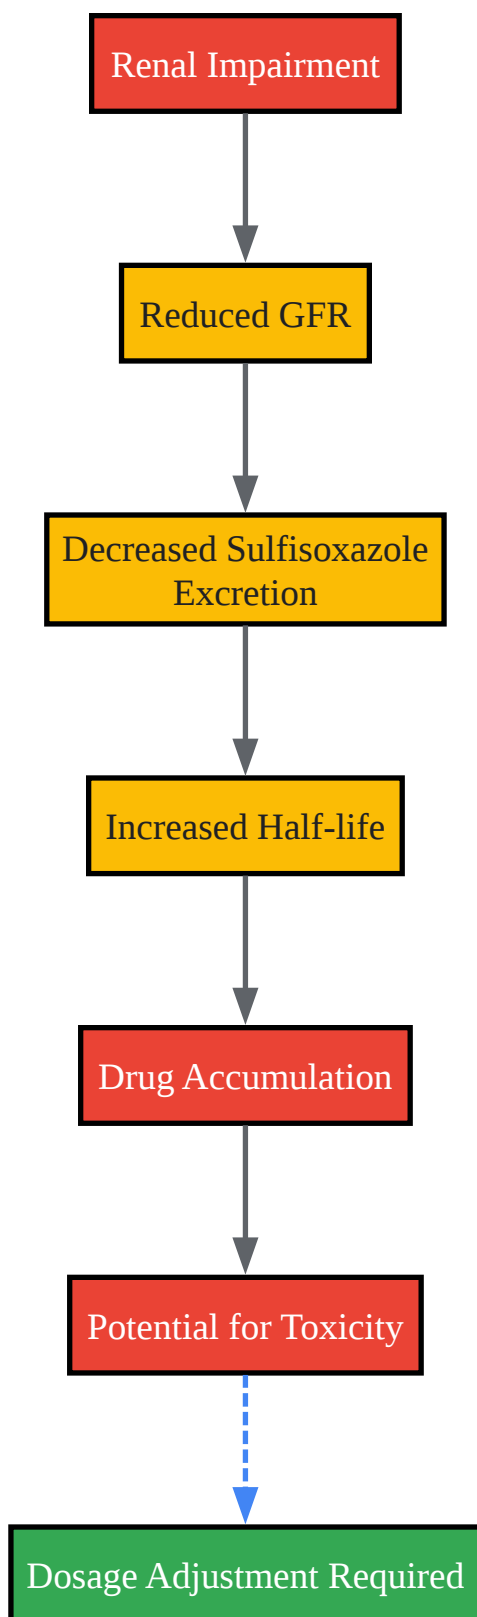 Renal Impairment
Reduced GFR
Decreased Sulfisoxazole
Excretion
Increased Half-life
Drug Accumulation
Potential for Toxicity
Dosage Adjustment Required